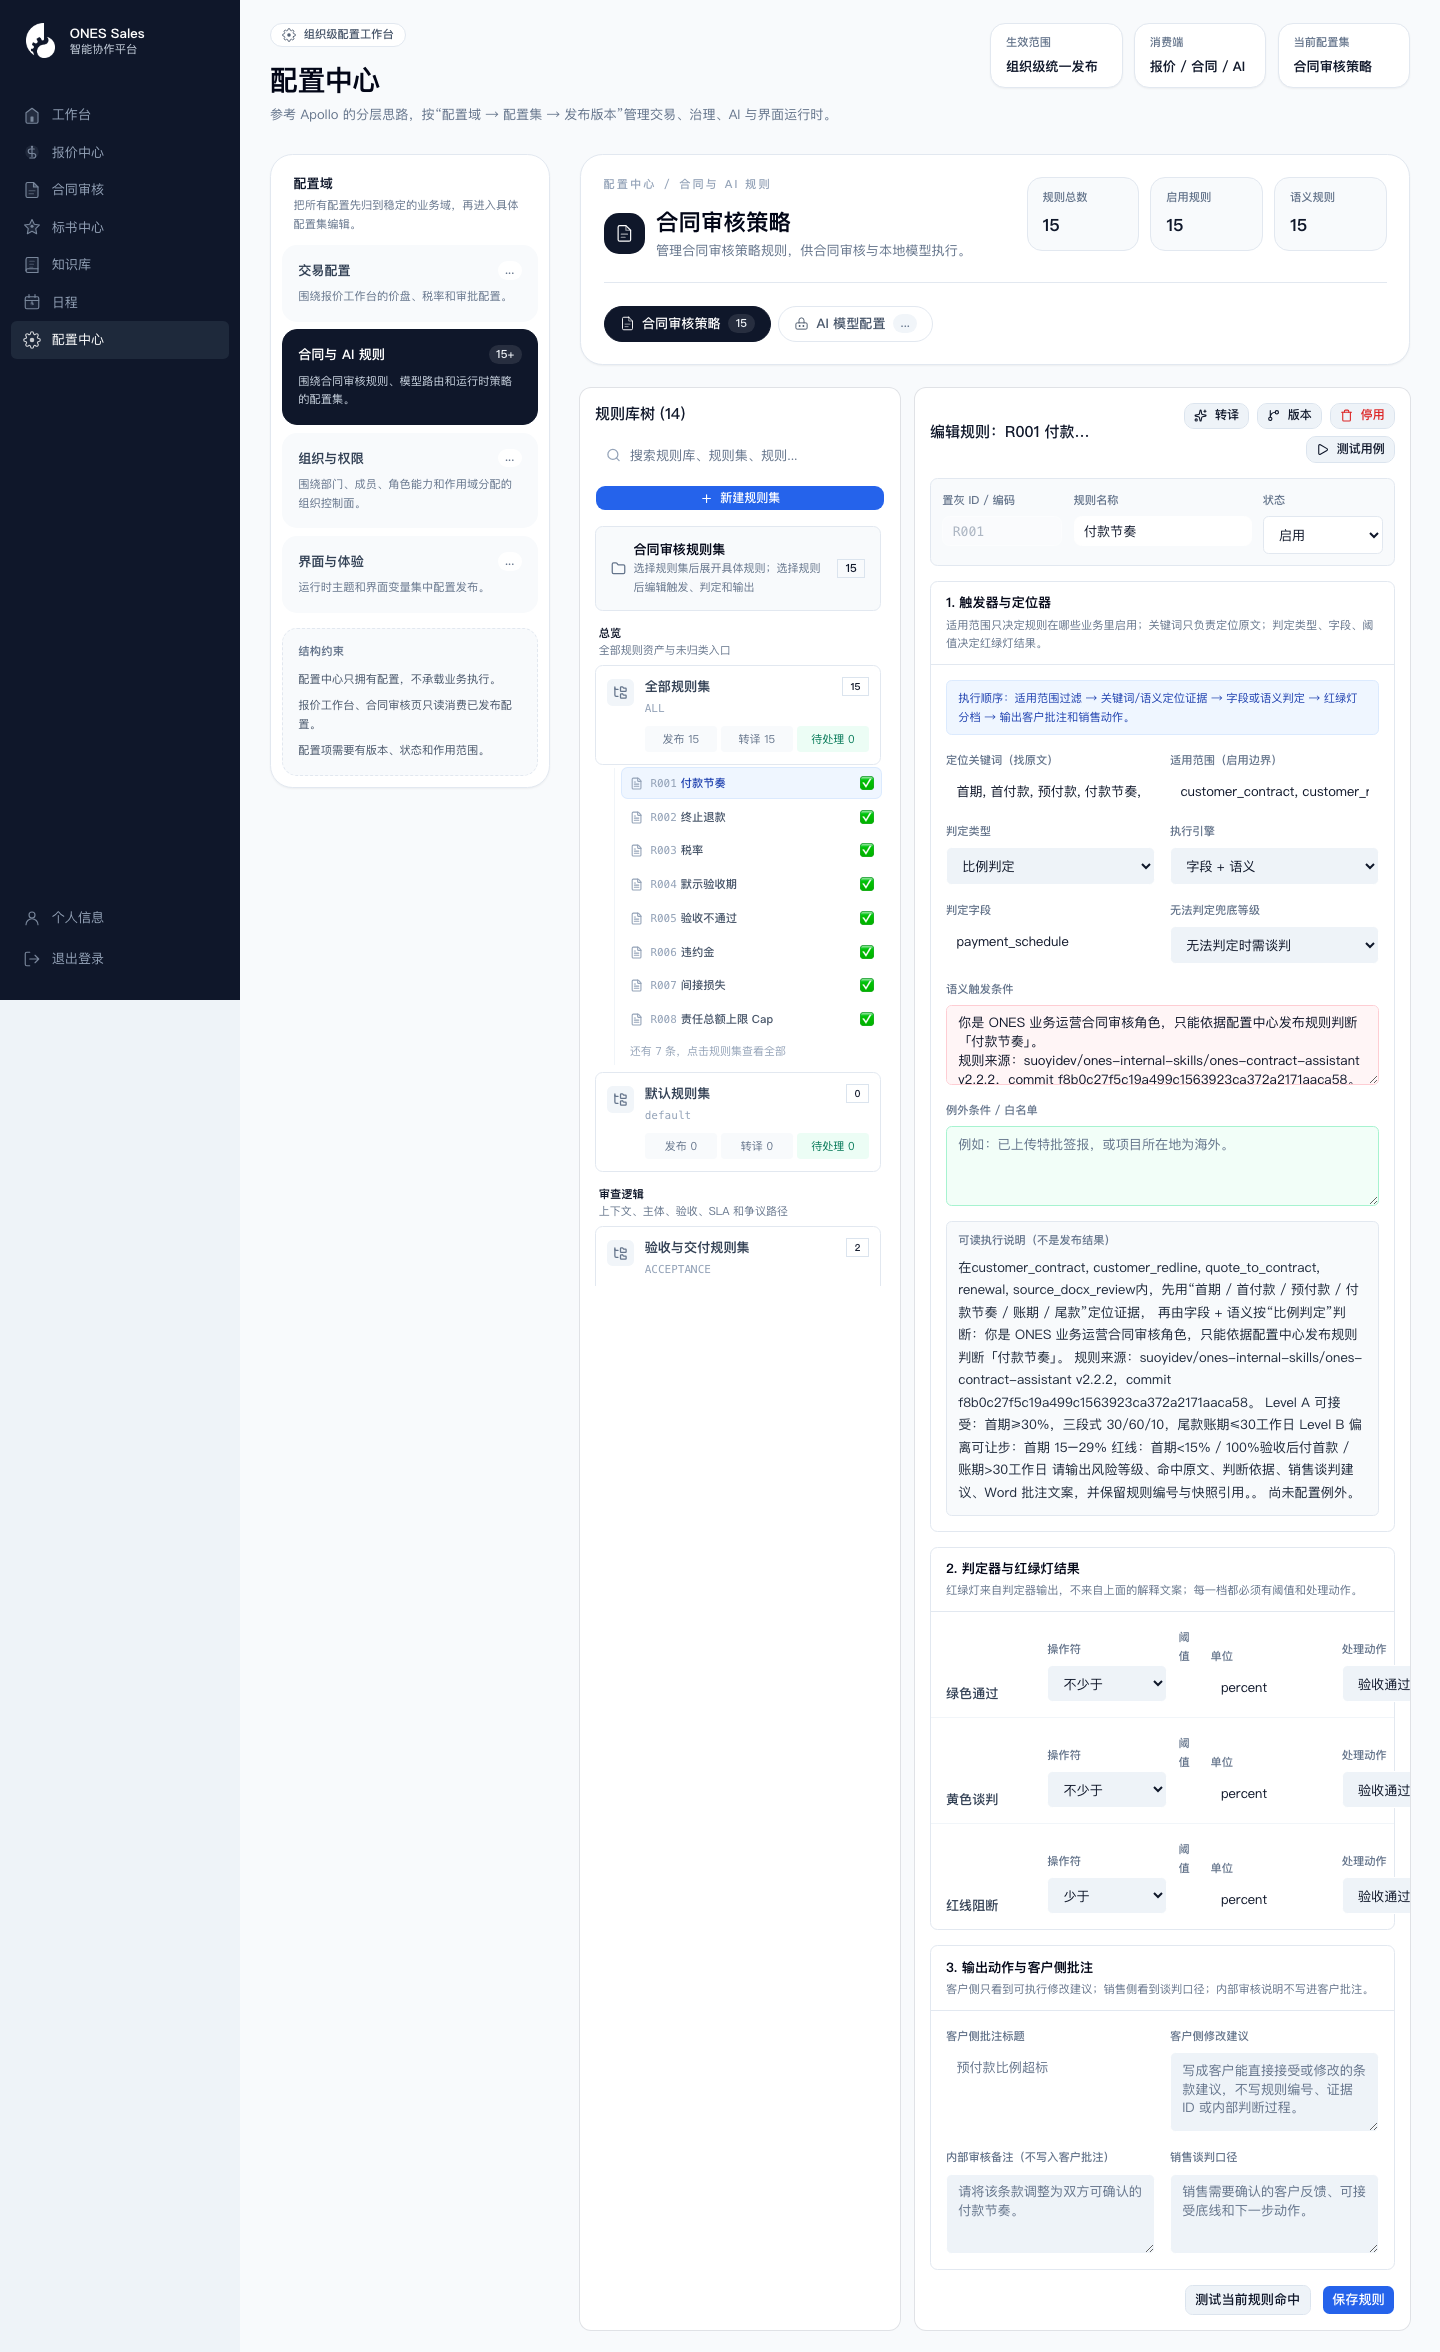 ONES Sales
智能协作平台
工作台
报价中心
合同审核
标书中心
知识库
日程
配置中心
个人信息
退出登录
组织级配置工作台
配置中心
参考 Apollo 的分层思路，按“配置域 → 配置集 → 发布版本”管理交易、治理、AI 与界面运行时。
生效范围
组织级统一发布
消费端
报价 / 合同 / AI
当前配置集
合同审核策略
配置域
把所有配置先归到稳定的业务域，再进入具体
配置集编辑。
交易配置
...
围绕报价工作台的价盘、税率和审批配置。
合同与 AI 规则
15+
围绕合同审核规则、模型路由和运行时策略
的配置集。
组织与权限
...
围绕部门、成员、角色能力和作用域分配的
组织控制面。
界面与体验
...
运行时主题和界面变量集中配置发布。
结构约束
配置中心只拥有配置，不承载业务执行。
报价工作台、合同审核页只读消费已发布配
置。
配置项需要有版本、状态和作用范围。
配置中心 / 合同与 AI 规则
合同审核策略
管理合同审核策略规则，供合同审核与本地模型执行。
规则总数
15
启用规则
15
语义规则
15
合同审核策略 15
AI 模型配置 ...
规则库树 (14)
搜索规则库、规则集、规则...
+ 新建规则集
合同审核规则集
选择规则集后展开具体规则；选择规则
后编辑触发、判定和输出
15
总览
全部规则资产与未归类入口
全部规则集
15
ALL
发布 15 转译 15 待处理 0
R001 付款节奏
R002 终止退款
R003 税率
R004 默示验收期
R005 验收不通过
R006 违约金
R007 间接损失
R008 责任总额上限 Cap
还有 7 条，点击规则集查看全部
默认规则集
0
default
发布 0 转译 0 待处理 0
审查逻辑
上下文、主体、验收、SLA 和争议路径
验收与交付规则集
2
ACCEPTANCE
编辑规则：R001 付款...
转译 版本 停用
测试用例
置灰 ID / 编码 规则名称 状态
R001 付款节奏 启用
1. 触发器与定位器
适用范围只决定规则在哪些业务里启用；关键词只负责定位原文；判定类型、字段、阈
值决定红绿灯结果。
执行顺序：适用范围过滤 → 关键词/语义定位证据 → 字段或语义判定 → 红绿灯
分档 → 输出客户批注和销售动作。
定位关键词（找原文） 适用范围（启用边界）
首期, 首付款, 预付款, 付款节奏, customer_contract, customer_r
判定类型 执行引擎
比例判定 字段 + 语义
判定字段 无法判定兜底等级
payment_schedule 无法判定时需谈判
语义触发条件
你是 ONES 业务运营合同审核角色，只能依据配置中心发布规则判断
「付款节奏」。
规则来源：suoyidev/ones-internal-skills/ones-contract-assistant
v2.2.2，commit f8b0c27f5c19a499c1563923ca372a2171aaca58。
例外条件 / 白名单
例如：已上传特批签报，或项目所在地为海外。
可读执行说明（不是发布结果）
在customer_contract, customer_redline, quote_to_contract,
renewal, source_docx_review内，先用“首期 / 首付款 / 预付款 / 付
款节奏 / 账期 / 尾款”定位证据， 再由字段 + 语义按“比例判定”判
断：你是 ONES 业务运营合同审核角色，只能依据配置中心发布规则
判断「付款节奏」。 规则来源：suoyidev/ones-internal-skills/ones-
contract-assistant v2.2.2，commit
f8b0c27f5c19a499c1563923ca372a2171aaca58。 Level A 可接
受：首期≥30%，三段式 30/60/10，尾款账期≤30工作日 Level B 偏
离可让步：首期 15—29% 红线：首期<15% / 100%验收后付首款 /
账期>30工作日 请输出风险等级、命中原文、判断依据、销售谈判建
议、Word 批注文案，并保留规则编号与快照引用。。 尚未配置例外。
2. 判定器与红绿灯结果
红绿灯来自判定器输出，不来自上面的解释文案；每一档都必须有阈值和处理动作。
操作符 阈值 单位 处理动作
绿色通过 不少于 percent 验收通过
操作符 阈值 单位 处理动作
黄色谈判 不少于 percent 验收通过
操作符 阈值 单位 处理动作
红线阻断 少于 percent 验收通过
3. 输出动作与客户侧批注
客户侧只看到可执行修改建议；销售侧看到谈判口径；内部审核说明不写进客户批注。
客户侧批注标题 客户侧修改建议
预付款比例超标
写成客户能直接接受或修改的条
款建议，不写规则编号、证据
ID 或内部判断过程。
内部审核备注（不写入客户批注） 销售谈判口径
请将该条款调整为双方可确认的
付款节奏。
销售需要确认的客户反馈、可接
受底线和下一步动作。
测试当前规则命中 保存规则